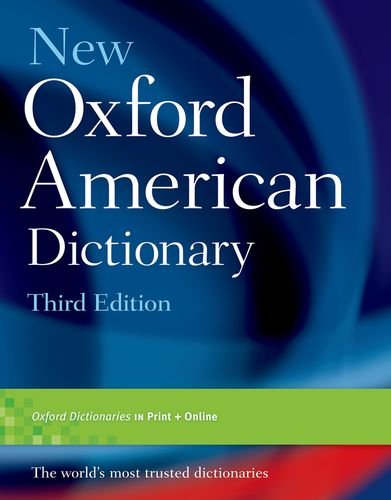 New
Oxford
American
Dictionary
Third Edition
Oxford Dictionaries IN Print + Online
The world's most trusted dictionaries